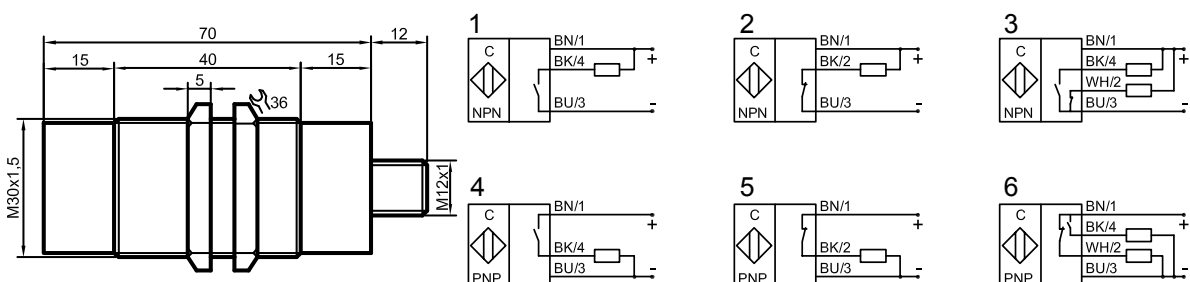 70
12
15
40
15
5
36
M30x1,5
M12x1
1
C
NPN
BN/1
BK/4
BU/3
+
-
2
C
NPN
BN/1
BK/2
BU/3
+
-
3
C
NPN
BN/1
BK/4
WH/2
BU/3
+
-
4
C
PNP
BN/1
BK/4
BU/3
+
-
5
C
PNP
BN/1
BK/2
BU/3
+
-
6
C
PNP
BN/1
BK/4
WH/2
BU/3
+
-